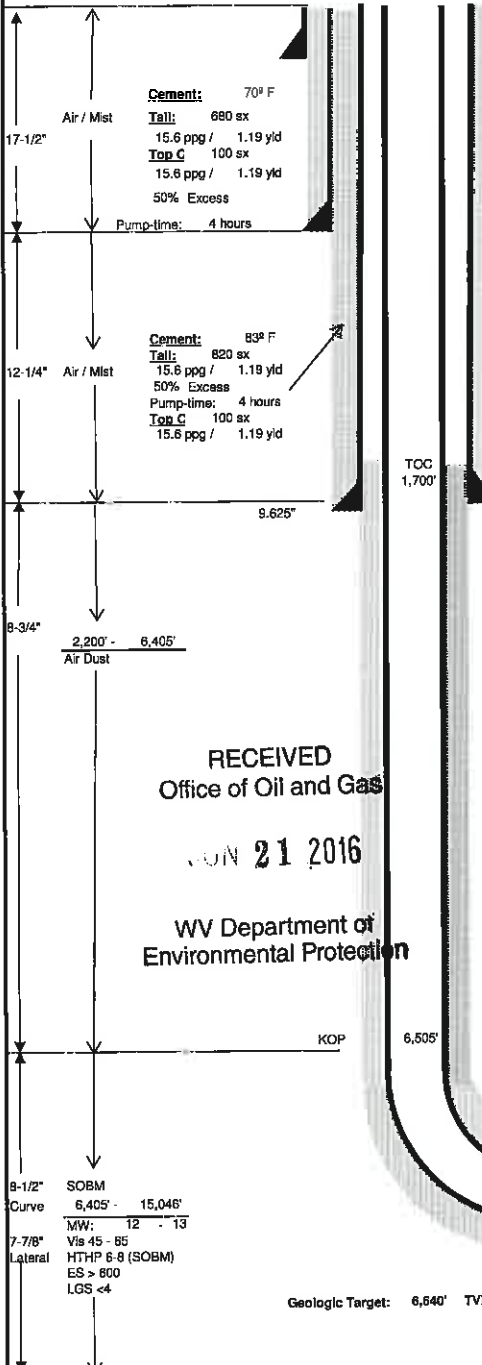 Cement: 70º F
Air / Mist
Tail: 680 sx
17-1/2"
15.6 ppg / 1.19 yld
Top C 100 sx
15.6 ppg / 1.19 yld
50% Excess
Pump-time: 4 hours
Cement: 83º F
Tail: 820 sx
12-1/4" Air / Mist
15.6 ppg / 1.19 yld
50% Excess
Pump-time: 4 hours
Top C 100 sx
15.6 ppg / 1.19 yld
TOC
1,700'
9.625"
8-3/4"
2,200' - 6,405'
Air Dust
RECEIVED
Office of Oil and Gas
JUN 21 2016
WV Department of
Environmental Protection
KOP 6,505'
8-1/2" SOBM
Curve 6,405' - 15,046'
MW: 12 - 13
7-7/8" Vis 45 - 65
Lateral HTHP 6-8 (SOBM)
ES > 600
LGS <4
Geologic Target: 6,640'